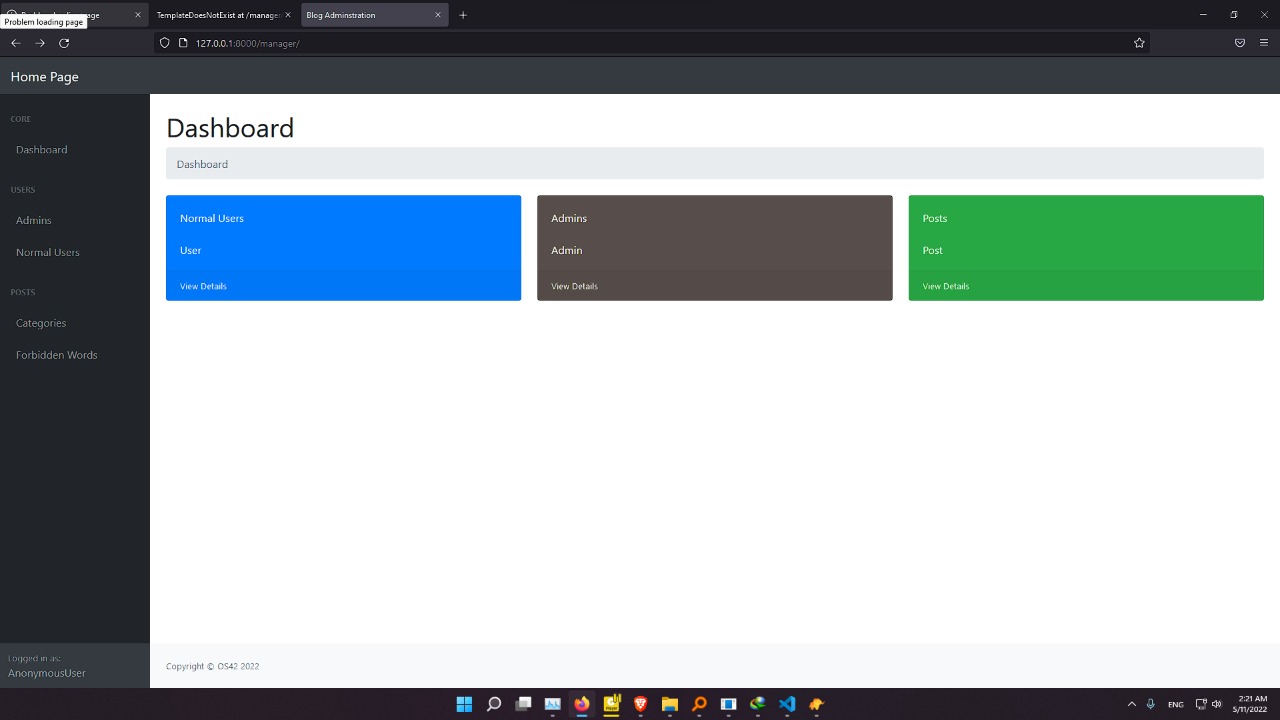 Problem loading page
TemplateDoesNotExist at /manager
Blog Adminstration
127.0.0.1:8000/manager/
Home Page
CORE
Dashboard
USERS
Admins
Normal Users
POSTS
Categories
Forbidden Words
Logged in as:
AnonymousUser
Dashboard
Dashboard
Normal Users
User
View Details
Admins
Admin
View Details
Posts
Post
View Details
Copyright © OS42 2022
ENG
2:21 AM
5/11/2022